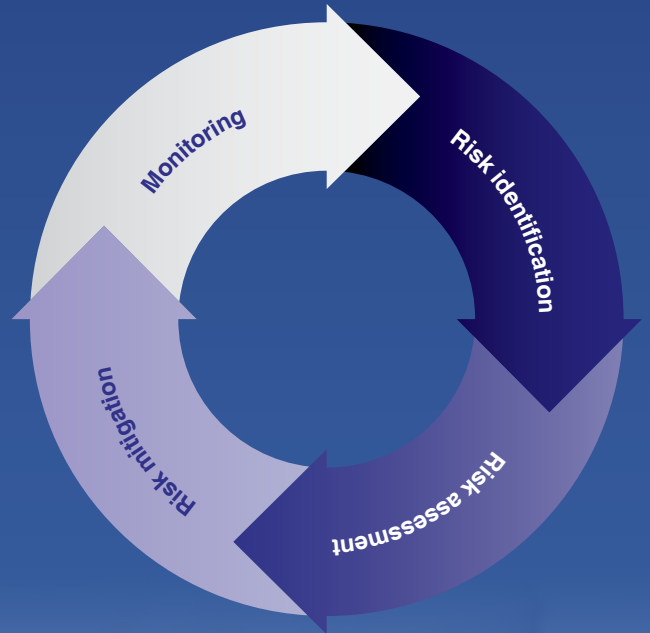 Monitoring
Risk identification
Risk assessment
Risk mitigation